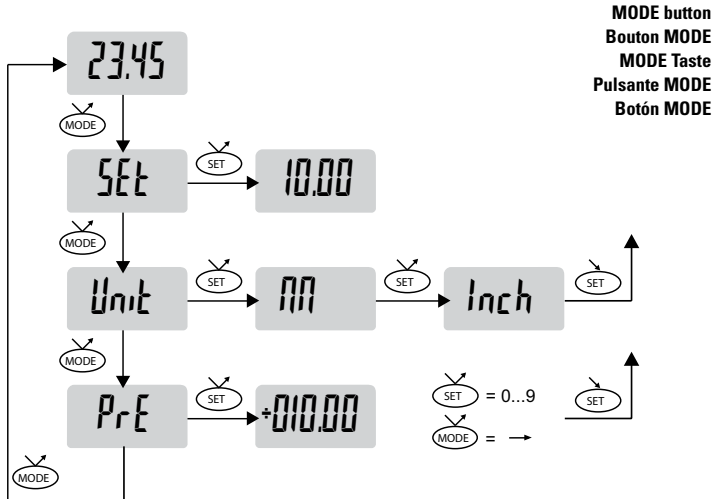 MODE button
Bouton MODE
MODE Taste
Pulsante MODE
Botón MODE
23.45
MODE
SEt
SET
10.00
MODE
Unit
SET
MM
SET
Inch
SET
MODE
PrE
SET
÷010.00
SET = 0...9
MODE = →
SET
MODE